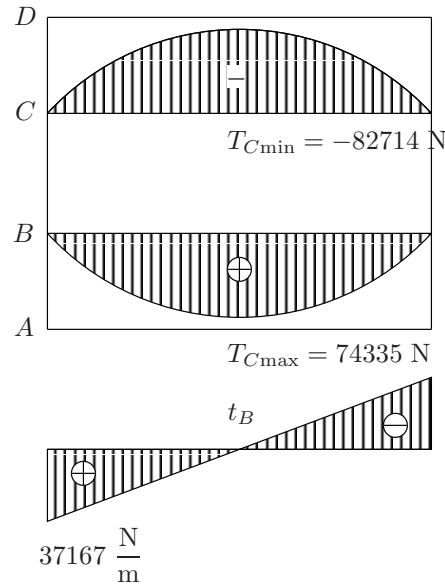 D
−
C
T_{Cmin} = −82714 N
B
+
A
T_{Cmax} = 74335 N
t_B
−
+
37167 N/m